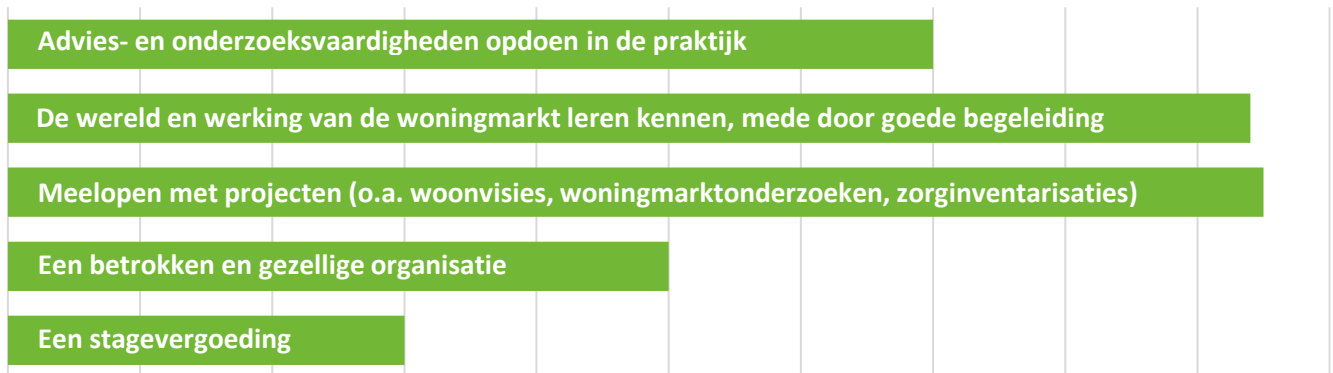 Advies- en onderzoeksvaardigheden opdoen in de praktijk
De wereld en werking van de woningmarkt leren kennen, mede door goede begeleiding
Meelopen met projecten (o.a. woonvisies, woningmarktonderzoeken, zorginventarisaties)
Een betrokken en gezellige organisatie
Een stagevergoeding